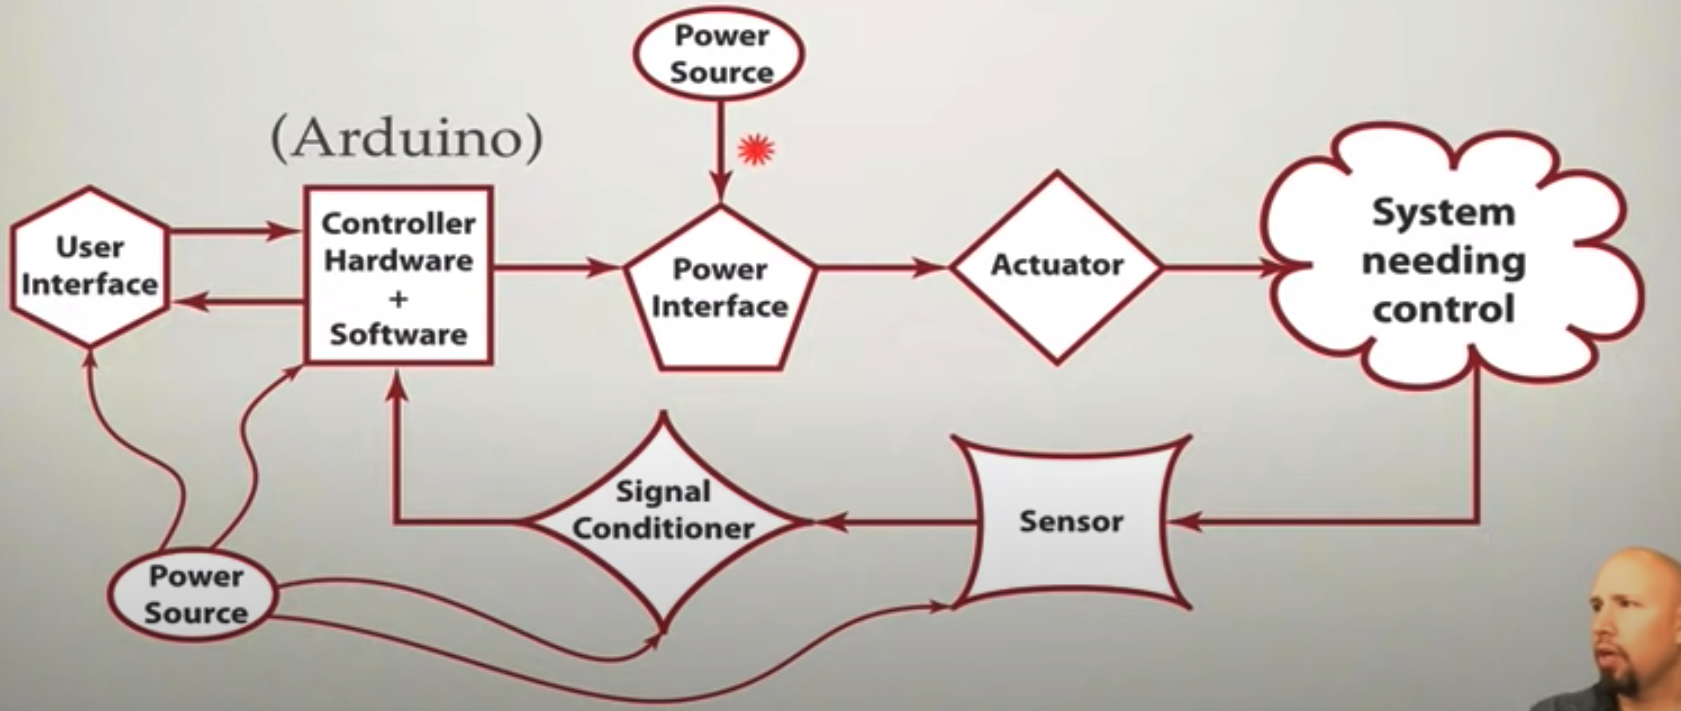 Power
Source
(Arduino)
User
Interface
Controller
Hardware
+
Software
Power
Interface
Actuator
System
needing
control
Signal
Conditioner
Sensor
Power
Source